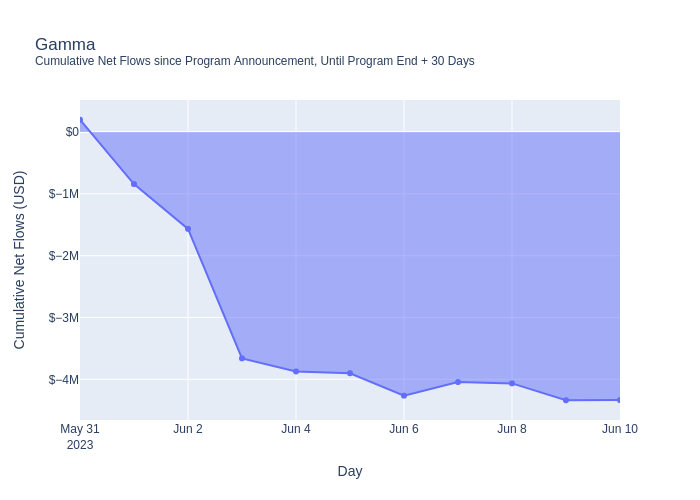 Gamma
Cumulative Net Flows since Program Announcement, Until Program End + 30 Days
Cumulative Net Flows (USD)
$0
$−1M
$−2M
$−3M
$−4M
May 31
2023
Jun 2
Jun 4
Jun 6
Jun 8
Jun 10
Day